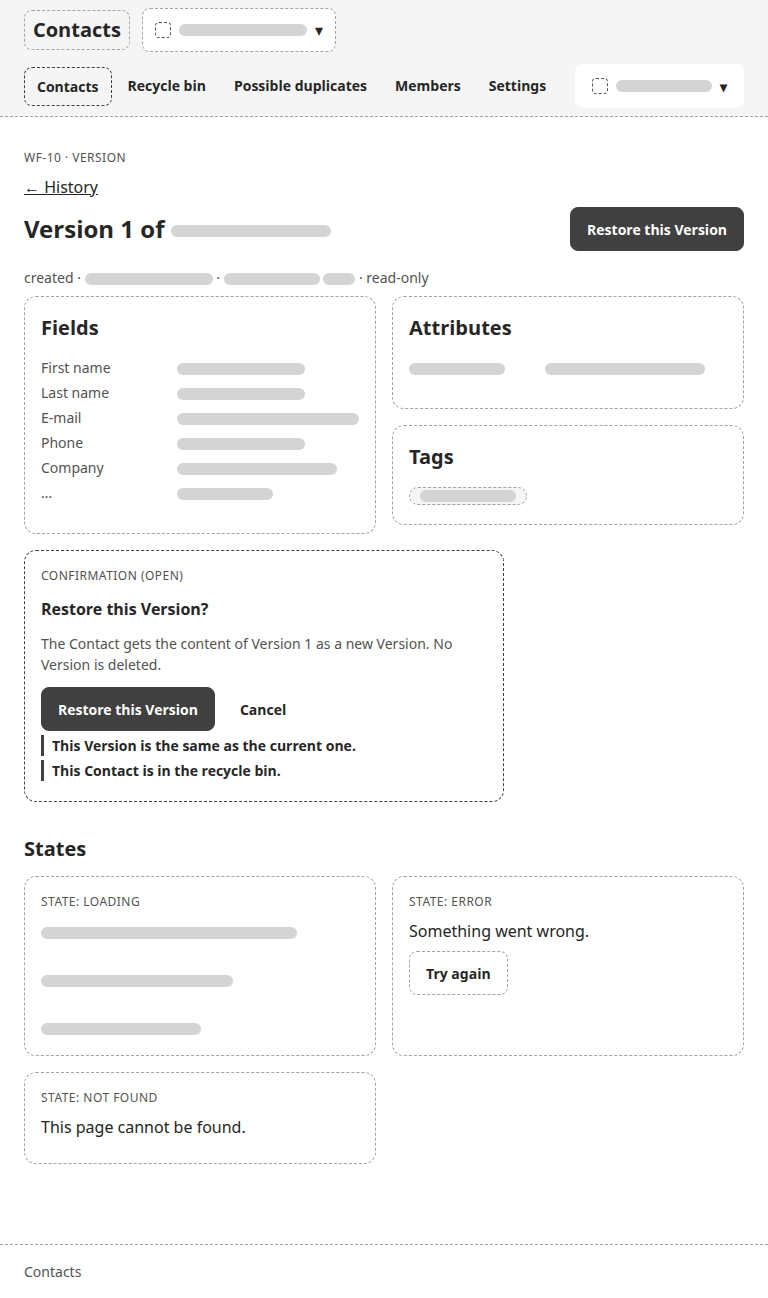 Contacts
▾
Contacts
Recycle bin
Possible duplicates
Members
Settings
▾
WF-10 · VERSION
← History
Version 1 of
Restore this Version
created · · · read-only
Fields
First name
Last name
E-mail
Phone
Company
...
Attributes
Tags
CONFIRMATION (OPEN)
Restore this Version?
The Contact gets the content of Version 1 as a new Version. No
Version is deleted.
Restore this Version
Cancel
This Version is the same as the current one.
This Contact is in the recycle bin.
States
STATE: LOADING
STATE: ERROR
Something went wrong.
Try again
STATE: NOT FOUND
This page cannot be found.
Contacts